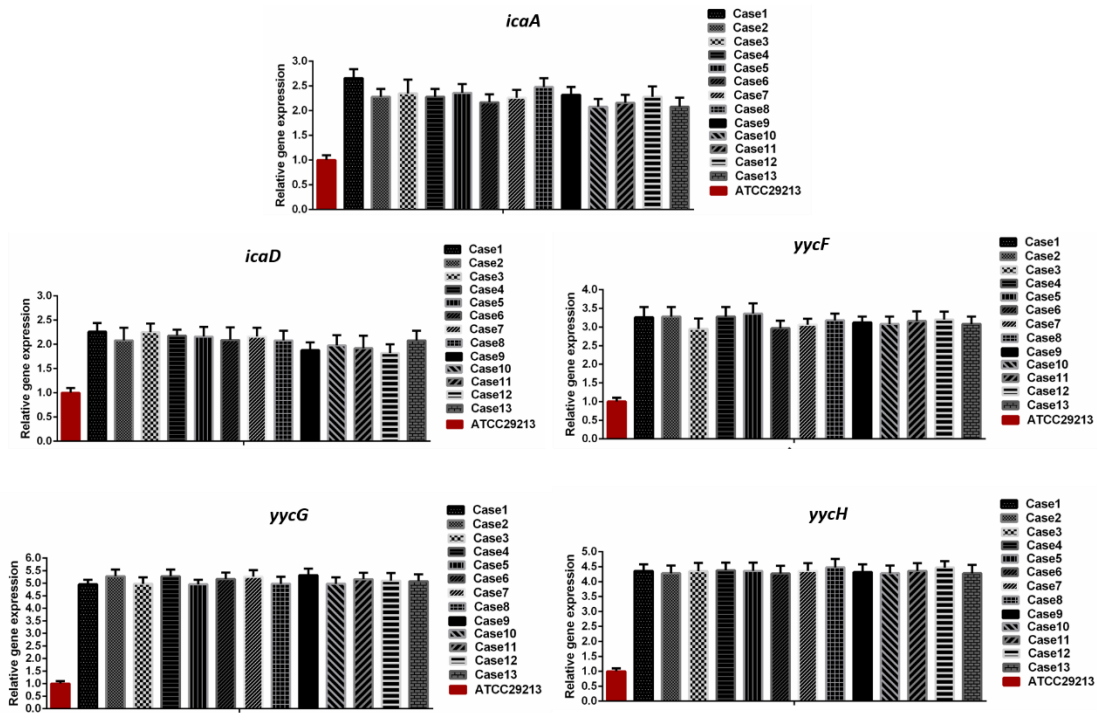 icaA
Relative gene expression
3.0
2.5
2.0
1.5
1.0
0.5
0.0
Case1
Case2
Case3
Case4
Case5
Case6
Case7
Case8
Case9
Case10
Case11
Case12
Case13
ATCC29213
icaD
Relative gene expression
3.0
2.5
2.0
1.5
1.0
0.5
0.0
Case1
Case2
Case3
Case4
Case5
Case6
Case7
Case8
Case9
Case10
Case11
Case12
Case13
ATCC29213
yycF
Relative gene expression
4.0
3.5
3.0
2.5
2.0
1.5
1.0
0.5
0.0
Case1
Case2
Case3
Case4
Case5
Case6
Case7
Case8
Case9
Case10
Case11
Case12
Case13
ATCC29213
yycG
Relative gene expression
6.0
5.5
5.0
4.5
4.0
3.5
3.0
2.5
2.0
1.5
1.0
0.5
0.0
Case1
Case2
Case3
Case4
Case5
Case6
Case7
Case8
Case9
Case10
Case11
Case12
Case13
ATCC29213
yycH
Relative gene expression
5.0
4.5
4.0
3.5
3.0
2.5
2.0
1.5
1.0
0.5
0.0
Case1
Case2
Case3
Case4
Case5
Case6
Case7
Case8
Case9
Case10
Case11
Case12
Case13
ATCC29213